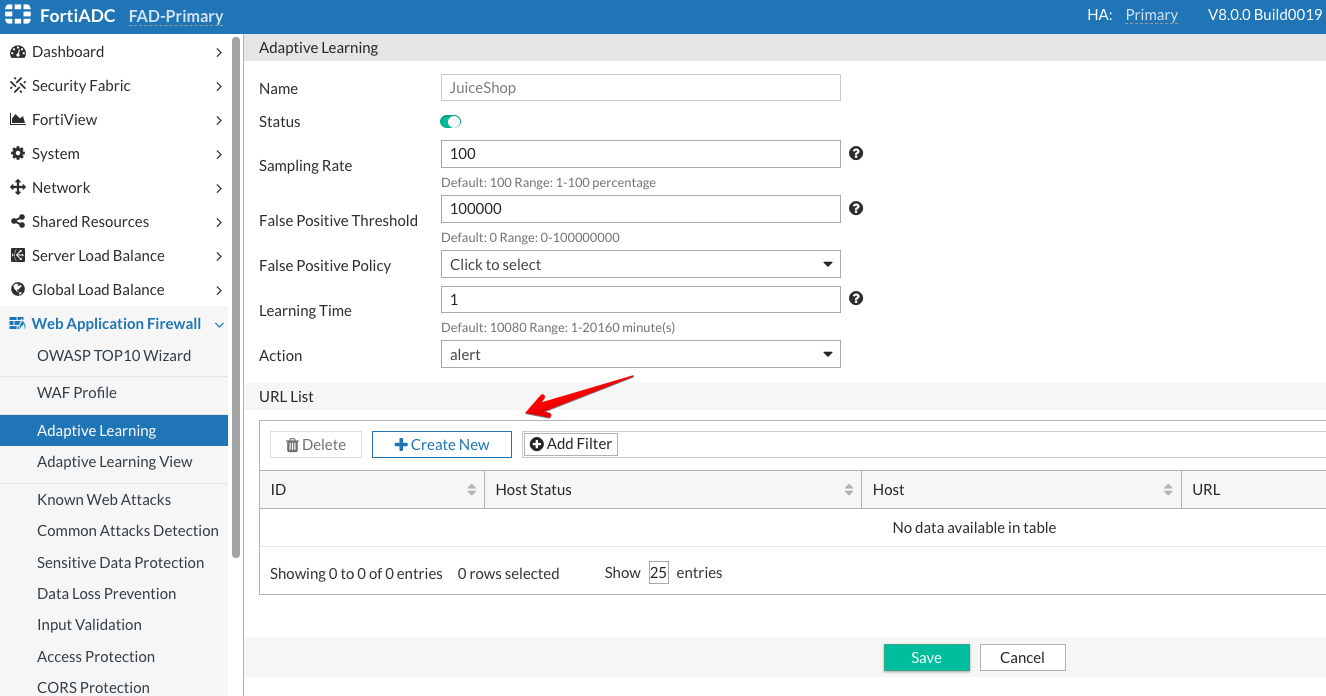 FortiADC FAD-Primary HA: Primary V8.0.0 Build0019
Dashboard
Security Fabric
FortiView
System
Network
Shared Resources
Server Load Balance
Global Load Balance
Web Application Firewall
OWASP TOP10 Wizard
WAF Profile
Adaptive Learning
Adaptive Learning View
Known Web Attacks
Common Attacks Detection
Sensitive Data Protection
Data Loss Prevention
Input Validation
Access Protection
CORS Protection
Adaptive Learning
Name JuiceShop
Status
Sampling Rate 100
Default: 100 Range: 1-100 percentage
False Positive Threshold 100000
Default: 0 Range: 0-100000000
False Positive Policy Click to select
Learning Time 1
Default: 10080 Range: 1-20160 minute(s)
Action alert
URL List
Delete Create New Add Filter
ID Host Status Host URL
No data available in table
Showing 0 to 0 of 0 entries 0 rows selected Show 25 entries
Save Cancel